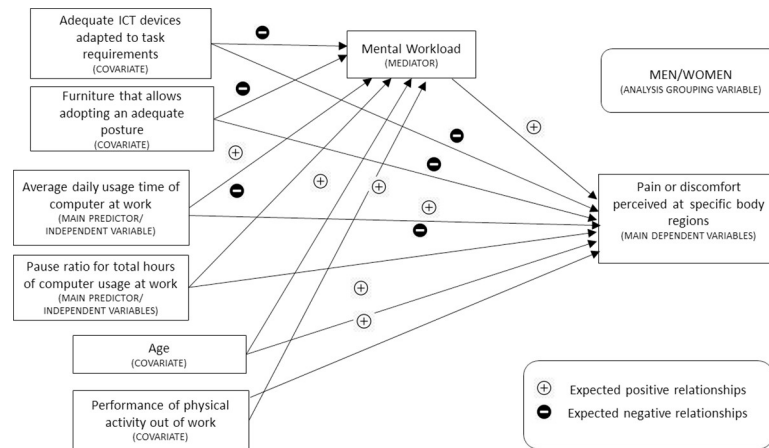 Adequate ICT devices
adapted to task
requirements
(COVARIATE)
Furniture that allows
adopting an adequate
posture
(COVARIATE)
Average daily usage time of
computer at work
(MAIN PREDICTOR/
INDEPENDENT VARIABLE)
Pause ratio for total hours
of computer usage at work
(MAIN PREDICTOR/
INDEPENDENT VARIABLES)
Age
(COVARIATE)
Performance of physical
activity out of work
(COVARIATE)
Mental Workload
(MEDIATOR)
MEN/WOMEN
(ANALYSIS GROUPING VARIABLE)
Pain or discomfort
perceived at specific body
regions
(MAIN DEPENDENT VARIABLES)
Expected positive relationships
Expected negative relationships